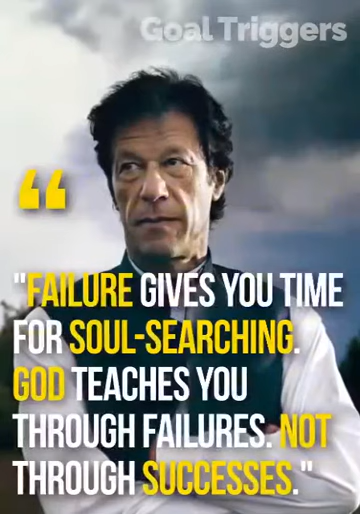 Goal Triggers
“
"FAILURE GIVES YOU TIME
FOR SOUL-SEARCHING.
GOD TEACHES YOU
THROUGH FAILURES. NOT
THROUGH SUCCESSES."